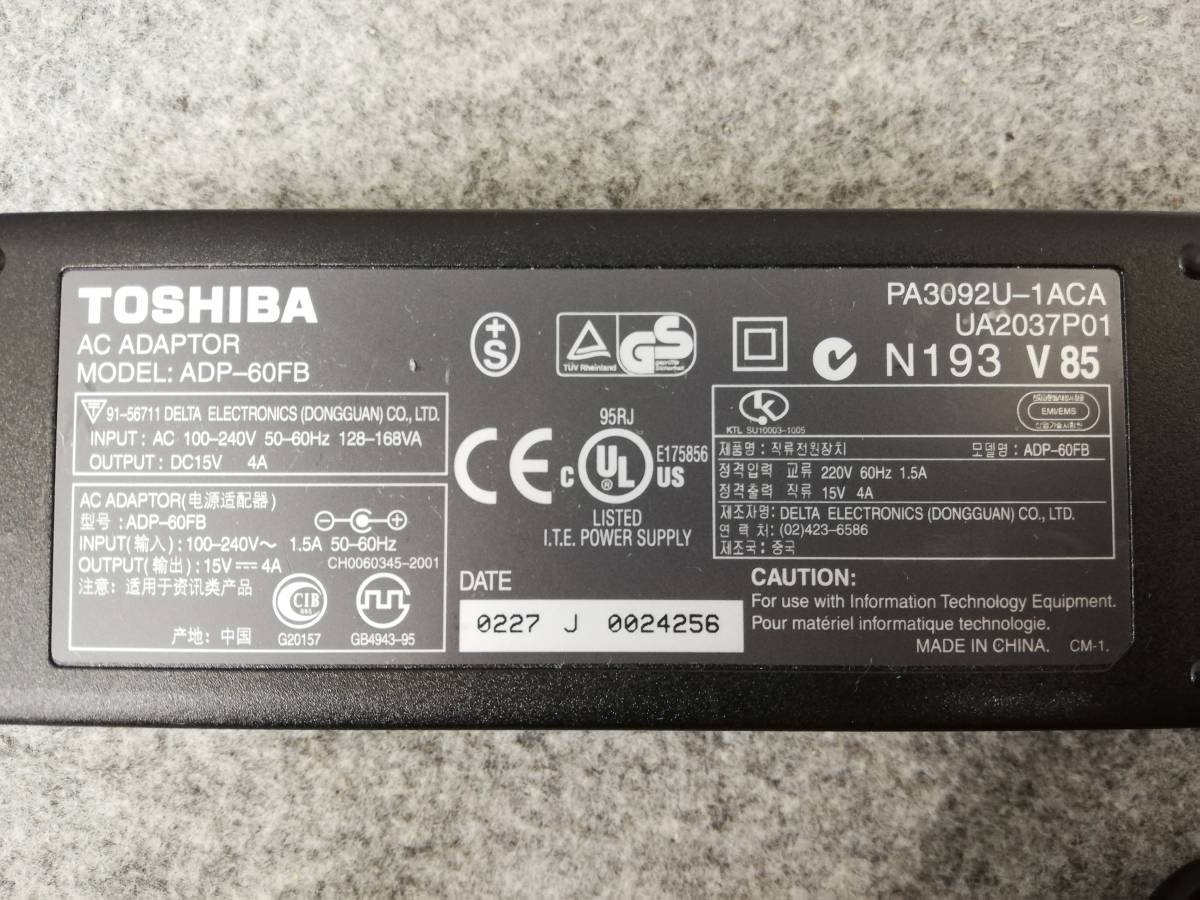 TOSHIBA
AC ADAPTOR
MODEL: ADP-60FB
91-56711 DELTA ELECTRONICS (DONGGUAN) CO., LTD.
INPUT: AC 100-240V 50-60Hz 128-168VA
OUTPUT: DC15V 4A
AC ADAPTOR(电源适配器)
型号: ADP-60FB
INPUT(输入): 100-240V~ 1.5A 50-60Hz
OUTPUT(输出): 15V⎓ 4A CH0060345-2001
注意: 适用于资讯类产品
CIB
产地: 中国 G20157 GB4943-95
+S
TÜV Rheinland
GS
CE
95RJ
C UL US
E175856
LISTED
I.T.E. POWER SUPPLY
DATE
0227 J 0024256
PA3092U-1ACA
UA2037P01
N193 V 85
KTL SU10003-1005
EMI/EMS
제품명: 직류전원장치 모델명: ADP-60FB
정격입력 교류 220V 60Hz 1.5A
정격출력 직류 15V 4A
제조자명: DELTA ELECTRONICS (DONGGUAN) CO., LTD.
연 락 처: (02)423-6586
제조국: 중국
CAUTION:
For use with Information Technology Equipment.
Pour matériel informatique technologie.
MADE IN CHINA. CM-1.